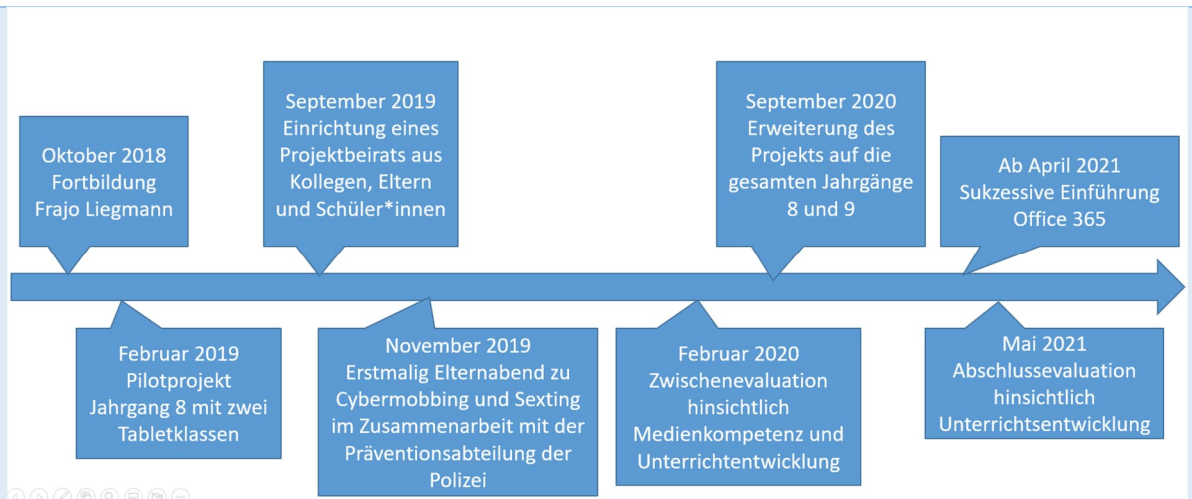 Oktober 2018
Fortbildung
Frajo Liegmann
Februar 2019
Pilotprojekt
Jahrgang 8 mit zwei
Tabletklassen
September 2019
Einrichtung eines
Projektbeirats aus
Kollegen, Eltern
und Schüler*innen
November 2019
Erstmalig Elternabend zu
Cybermobbing und Sexting
im Zusammenarbeit mit der
Präventionsabteilung der
Polizei
Februar 2020
Zwischenevaluation
hinsichtlich
Medienkompetenz und
Unterrichtentwicklung
September 2020
Erweiterung des
Projekts auf die
gesamten Jahrgänge
8 und 9
Ab April 2021
Sukzessive Einführung
Office 365
Mai 2021
Abschlussevaluation
hinsichtlich
Unterrichtsentwicklung